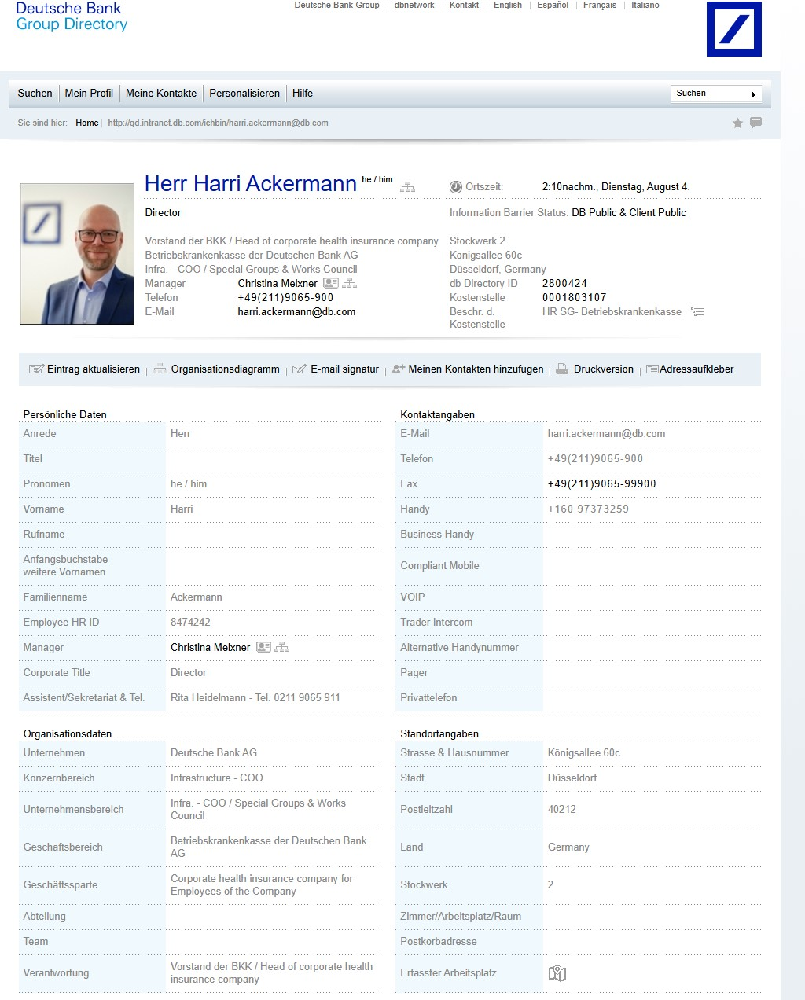 Deutsche Bank
Group Directory
Deutsche Bank Group | dbnetwork | Kontakt | English | Español | Français | Italiano
Suchen | Mein Profil | Meine Kontakte | Personalisieren | Hilfe
Suchen
Sie sind hier: Home | http://gd.intranet.db.com/ichbin/harri.ackermann@db.com
Herr Harri Ackermann he / him
Ortszeit: 2:10nachm., Dienstag, August 4.
Director
Information Barrier Status: DB Public & Client Public
Vorstand der BKK / Head of corporate health insurance company
Betriebskrankenkasse der Deutschen Bank AG
Infra. - COO / Special Groups & Works Council
Manager Christina Meixner
Telefon +49(211)9065-900
E-Mail harri.ackermann@db.com
Stockwerk 2
Königsallee 60c
Düsseldorf, Germany
db Directory ID 2800424
Kostenstelle 0001803107
Beschr. d. HR SG- Betriebskrankenkasse
Kostenstelle
Eintrag aktualisieren | Organisationsdiagramm | E-mail signatur | Meinen Kontakten hinzufügen | Druckversion | Adressaufkleber
Persönliche Daten
Anrede Herr
Titel
Pronomen he / him
Vorname Harri
Rufname
Anfangsbuchstabe
weitere Vornamen
Familienname Ackermann
Employee HR ID 8474242
Manager Christina Meixner
Corporate Title Director
Assistent/Sekretariat & Tel. Rita Heidelmann - Tel. 0211 9065 911
Kontaktangaben
E-Mail harri.ackermann@db.com
Telefon +49(211)9065-900
Fax +49(211)9065-99900
Handy +160 97373259
Business Handy
Compliant Mobile
VOIP
Trader Intercom
Alternative Handynummer
Pager
Privattelefon
Organisationsdaten
Unternehmen Deutsche Bank AG
Konzernbereich Infrastructure - COO
Unternehmensbereich Infra. - COO / Special Groups & Works
Council
Geschäftsbereich Betriebskrankenkasse der Deutschen Bank
AG
Geschäftssparte Corporate health insurance company for
Employees of the Company
Abteilung
Team
Verantwortung Vorstand der BKK / Head of corporate health
insurance company
Standortangaben
Strasse & Hausnummer Königsallee 60c
Stadt Düsseldorf
Postleitzahl 40212
Land Germany
Stockwerk 2
Zimmer/Arbeitsplatz/Raum
Postkorbadresse
Erfasster Arbeitsplatz